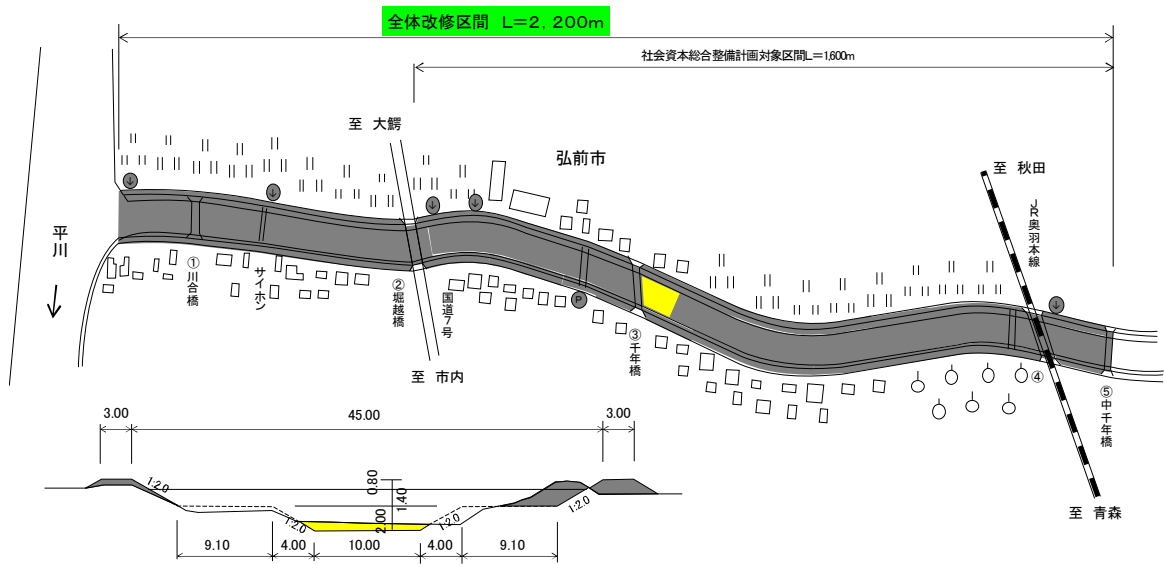 全体改修区間 L=2,200m
社会資本総合整備計画対象区間L=1,600m
至 大鰐
弘前市
至 秋田
JR奥羽本線
平川
①川合橋
サイホン
②堀越橋
国道7号
P
③千年橋
④
⑤中千年橋
至 市内
至 青森
3.00
45.00
3.00
1:2.0
0.80
1.40
2.00
1:2.0
1:2.0
1:2.0
9.10
4.00
10.00
4.00
9.10